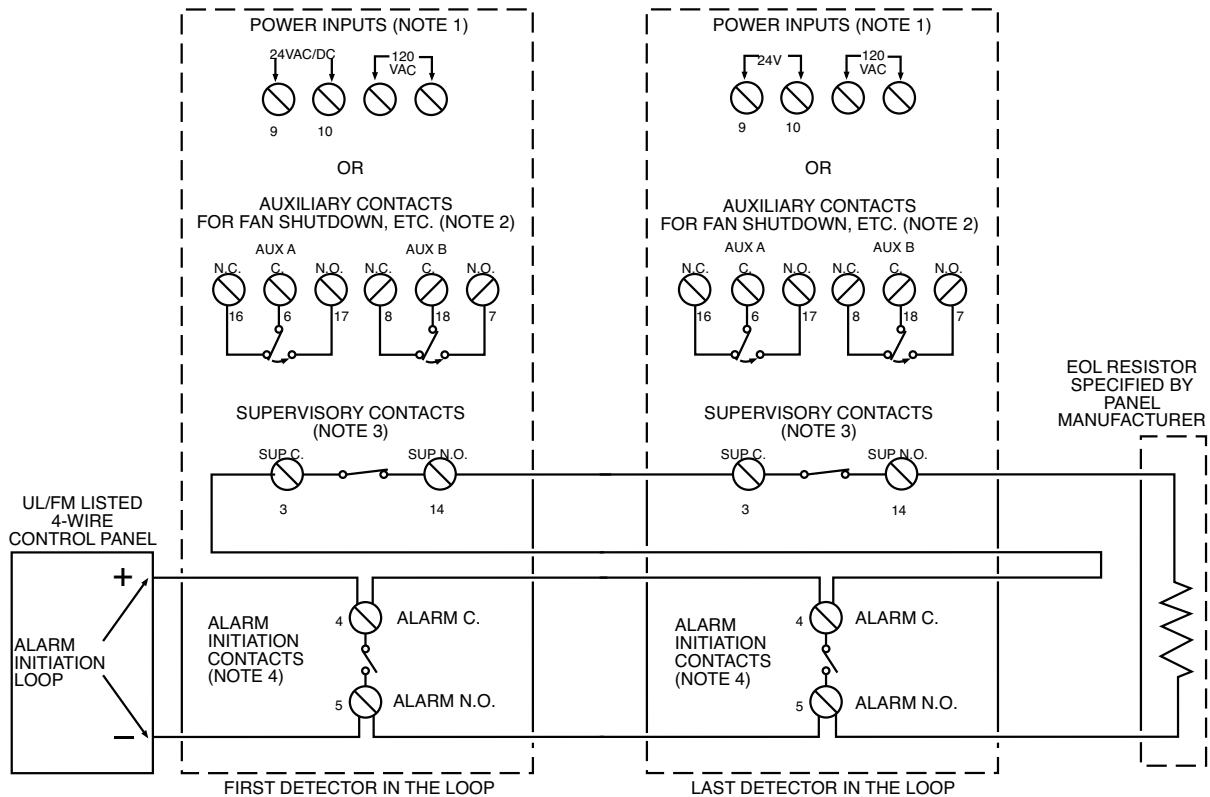 POWER INPUTS (NOTE 1)
24VAC/DC
120
VAC
9
10
OR
AUXILIARY CONTACTS
FOR FAN SHUTDOWN, ETC. (NOTE 2)
AUX A
AUX B
N.C.
C.
N.O.
N.C.
C.
N.O.
16
6
17
8
18
7
SUPERVISORY CONTACTS
(NOTE 3)
SUP C.
SUP N.O.
3
14
POWER INPUTS (NOTE 1)
24V
120
VAC
9
10
OR
AUXILIARY CONTACTS
FOR FAN SHUTDOWN, ETC. (NOTE 2)
AUX A
AUX B
N.C.
C.
N.O.
N.C.
C.
N.O.
16
6
17
8
18
7
SUPERVISORY CONTACTS
(NOTE 3)
SUP C.
SUP N.O.
3
14
EOL RESISTOR
SPECIFIED BY
PANEL
MANUFACTURER
UL/FM LISTED
4-WIRE
CONTROL PANEL
+
ALARM
INITIATION
LOOP
–
ALARM
INITIATION
CONTACTS
(NOTE 4)
4
ALARM C.
5
ALARM N.O.
ALARM
INITIATION
CONTACTS
(NOTE 4)
4
ALARM C.
5
ALARM N.O.
FIRST DETECTOR IN THE LOOP
LAST DETECTOR IN THE LOOP